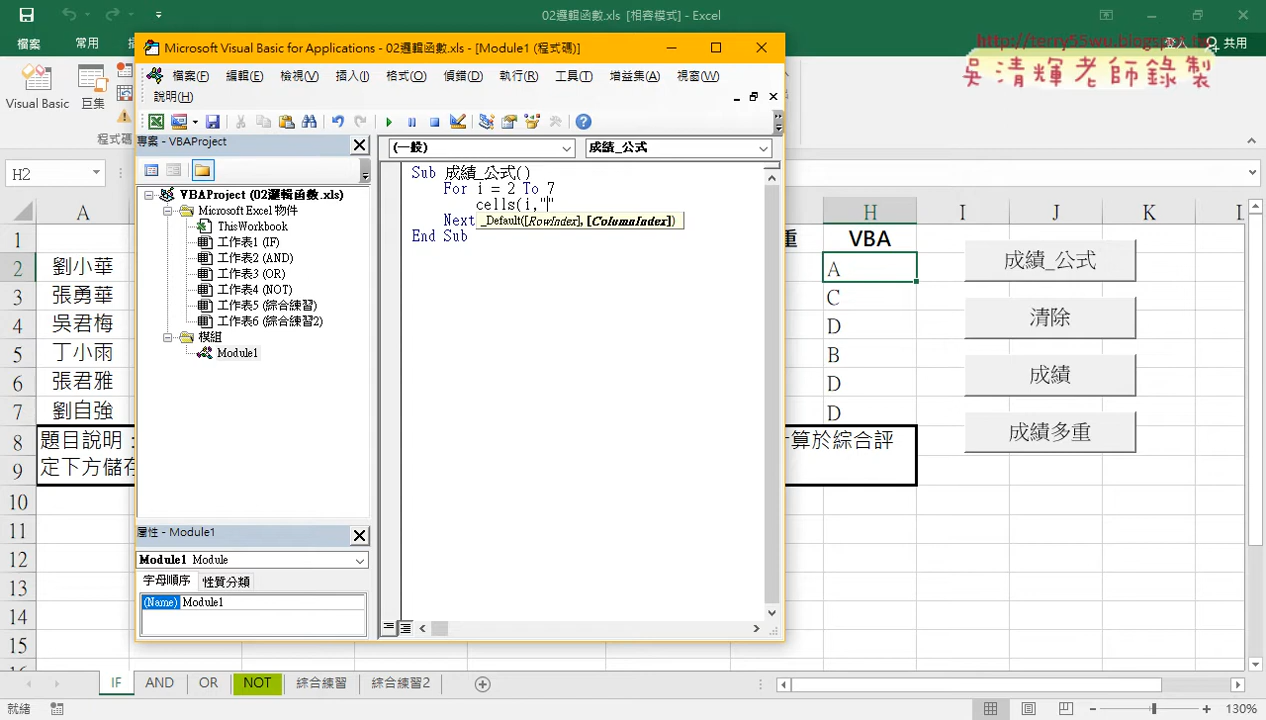 02邏輯函數.xls [相容模式] - Excel
檔案
常用
登入
共用
http://terry55wu.blogspot.tw
吳清輝老師錄製
Visual Basic
巨集
程式碼
H2
Microsoft Visual Basic for Applications - 02邏輯函數.xls - [Module1 (程式碼)]
檔案(F) 編輯(E) 檢視(V) 插入(I) 格式(O) 偵錯(D) 執行(R) 工具(T) 增益集(A) 視窗(W)
說明(H)
專案 - VBAProject
VBAProject (02邏輯函數.xls)
Microsoft Excel 物件
ThisWorkbook
工作表1 (IF)
工作表2 (AND)
工作表3 (OR)
工作表4 (NOT)
工作表5 (綜合練習)
工作表6 (綜合練習2)
模組
Module1
屬性 - Module1
Module1 Module
字母順序 性質分類
(Name) Module1
(一般) 成績_公式
Sub 成績_公式()
For i = 2 To 7
cells(i,""
Next
_Default([RowIndex], [ColumnIndex])
End Sub
A H I J K L
1 重 VBA
2 劉小華 A
3 張勇華 C
4 吳君梅 D
5 丁小雨 B
6 張君雅 D
7 劉自強 D
8 題目說明： 計算於綜合評
9 定下方儲存
10
11
12
13
14
15
成績_公式
清除
成績
成績多重
IF AND OR NOT 綜合練習 綜合練習2
就緒
130%